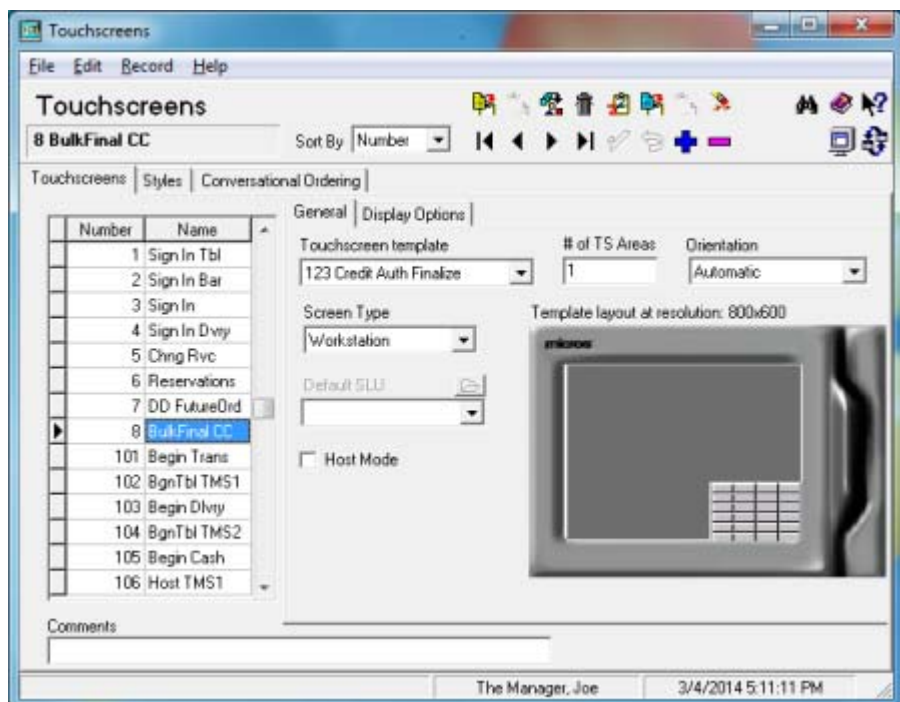 Touchscreens
File Edit Record Help
Touchscreens
8 BulkFinal CC
Sort By Number
Touchscreens Styles Conversational Ordering
General Display Options
Number Name
1 Sign In Tbl
2 Sign In Bar
3 Sign In
4 Sign In Dvry
5 Chng Rvc
6 Reservations
7 DD FutureOrd
8 BulkFinal CC
101 Begin Trans
102 BgnTbl TMS1
103 Begin Dlvry
104 BgnTbl TMS2
105 Begin Cash
106 Host TMS1
Touchscreen template
123 Credit Auth Finalize
# of TS Areas
1
Orientation
Automatic
Screen Type
Workstation
Template layout at resolution: 800x600
micros
Default SLU
Host Mode
Comments
The Manager, Joe
3/4/2014 5:11:11 PM